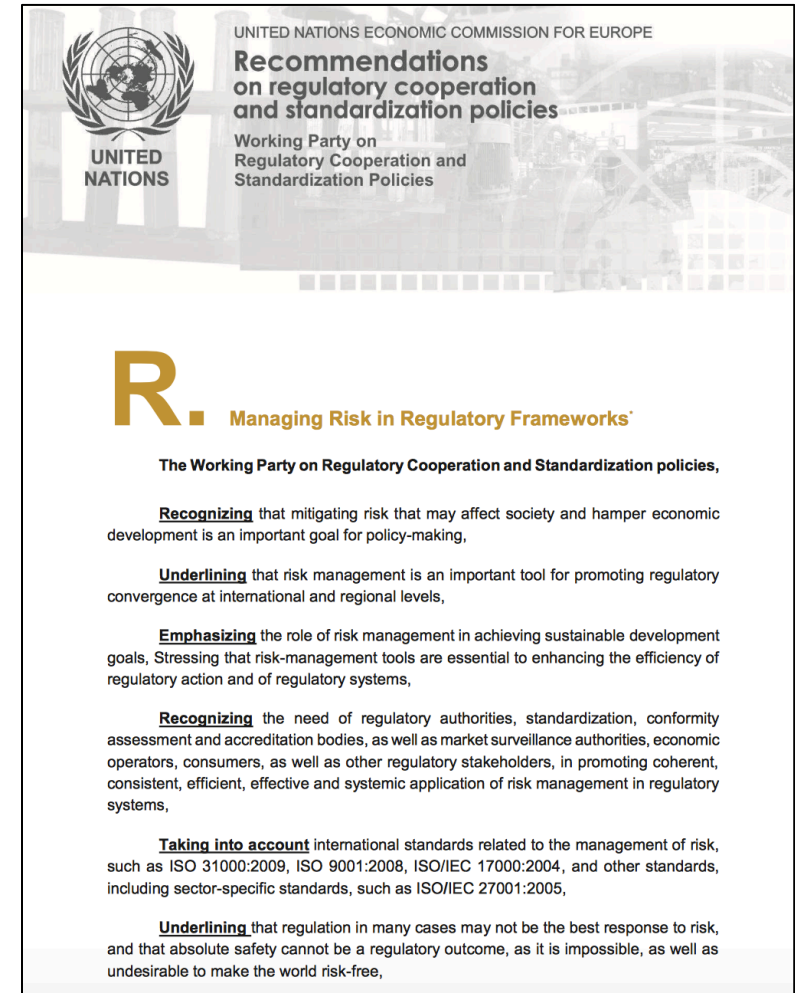 UNITED NATIONS ECONOMIC COMMISSION FOR EUROPE
Recommendations
on regulatory cooperation
and standardization policies
Working Party on
Regulatory Cooperation and
Standardization Policies
UNITED
NATIONS
R. Managing Risk in Regulatory Frameworks*
The Working Party on Regulatory Cooperation and Standardization policies,
Recognizing that mitigating risk that may affect society and hamper economic
development is an important goal for policy-making,
Underlining that risk management is an important tool for promoting regulatory
convergence at international and regional levels,
Emphasizing the role of risk management in achieving sustainable development
goals, Stressing that risk-management tools are essential to enhancing the efficiency of
regulatory action and of regulatory systems,
Recognizing the need of regulatory authorities, standardization, conformity
assessment and accreditation bodies, as well as market surveillance authorities, economic
operators, consumers, as well as other regulatory stakeholders, in promoting coherent,
consistent, efficient, effective and systemic application of risk management in regulatory
systems,
Taking into account international standards related to the management of risk,
such as ISO 31000:2009, ISO 9001:2008, ISO/IEC 17000:2004, and other standards,
including sector-specific standards, such as ISO/IEC 27001:2005,
Underlining that regulation in many cases may not be the best response to risk,
and that absolute safety cannot be a regulatory outcome, as it is impossible, as well as
undesirable to make the world risk-free,